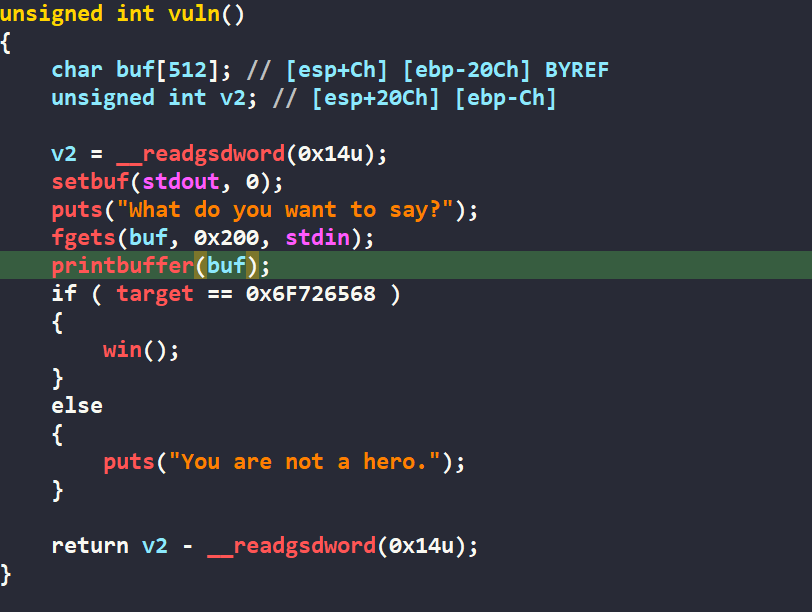 unsigned int vuln()
{
    char buf[512]; // [esp+Ch] [ebp-20Ch] BYREF
    unsigned int v2; // [esp+20Ch] [ebp-Ch]

    v2 = __readgsdword(0x14u);
    setbuf(stdout, 0);
    puts("What do you want to say?");
    fgets(buf, 0x200, stdin);
    printbuffer(buf);
    if ( target == 0x6F726568 )
    {
        win();
    }
    else
    {
        puts("You are not a hero.");
    }

    return v2 - __readgsdword(0x14u);
}